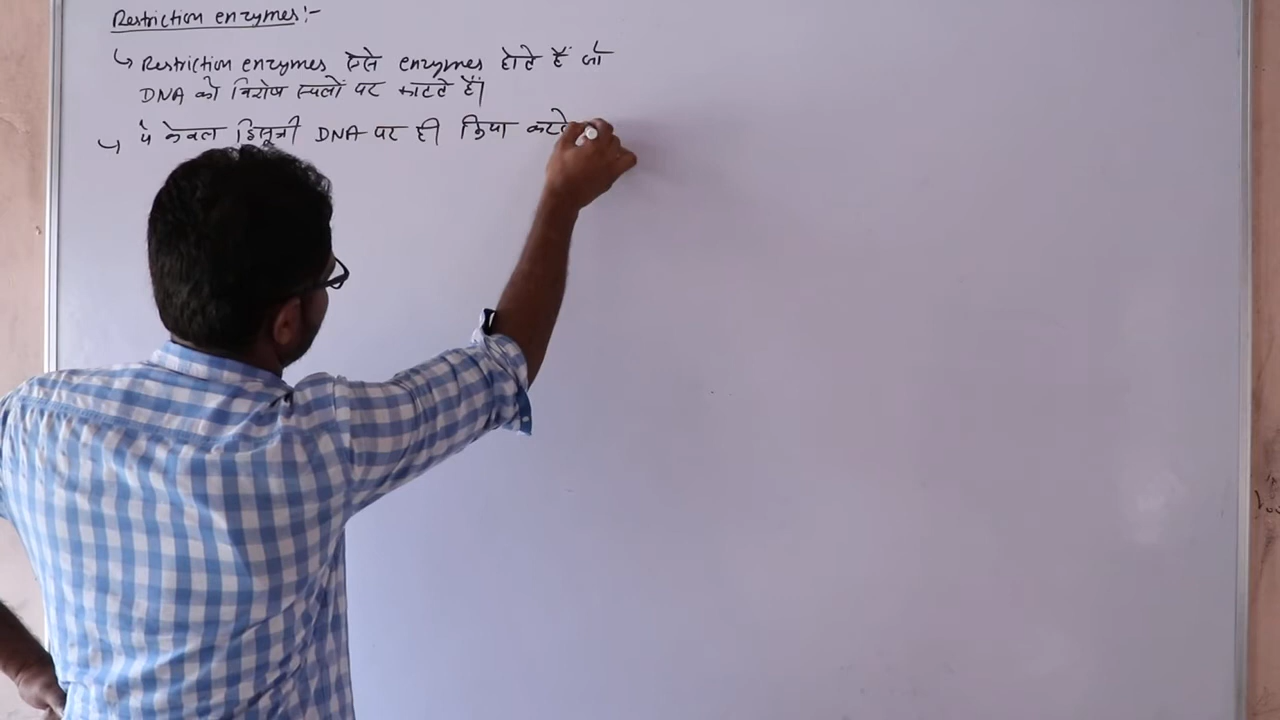 Restriction enzymes:-
↳ Restriction enzymes ऐसे enzymes होते हैं जो
DNA को विशेष स्थलों पर काटते हैं।
↳ ये केवल द्विसूत्री DNA पर ही क्रिया करते